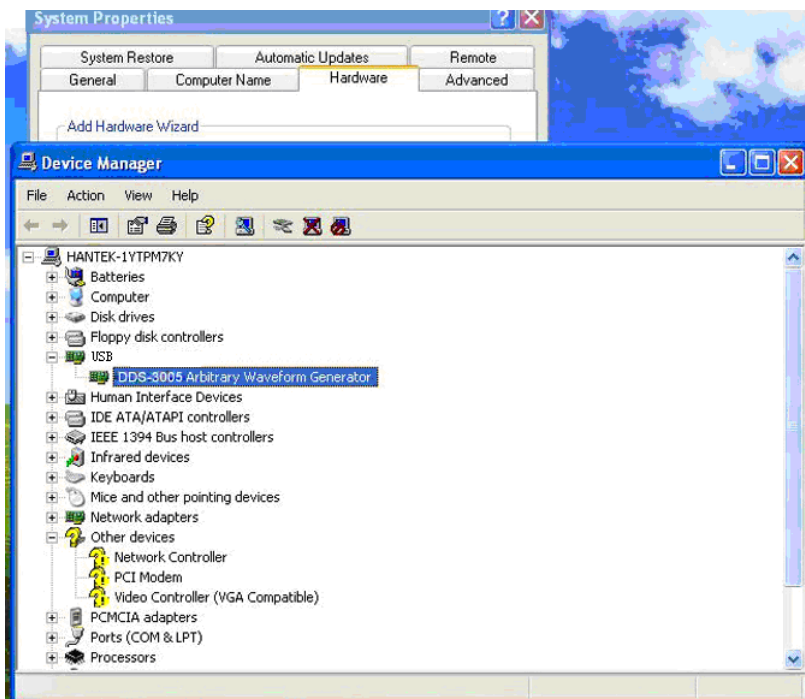 System Properties
System Restore Automatic Updates Remote
General Computer Name Hardware Advanced
Add Hardware Wizard
Device Manager
File Action View Help
HANTEK-1YTPM7KY
Batteries
Computer
Disk drives
Floppy disk controllers
USB
DDS-3005 Arbitrary Waveform Generator
Human Interface Devices
IDE ATA/ATAPI controllers
IEEE 1394 Bus host controllers
Infrared devices
Keyboards
Mice and other pointing devices
Network adapters
Other devices
Network Controller
PCI Modem
Video Controller (VGA Compatible)
PCMCIA adapters
Ports (COM & LPT)
Processors